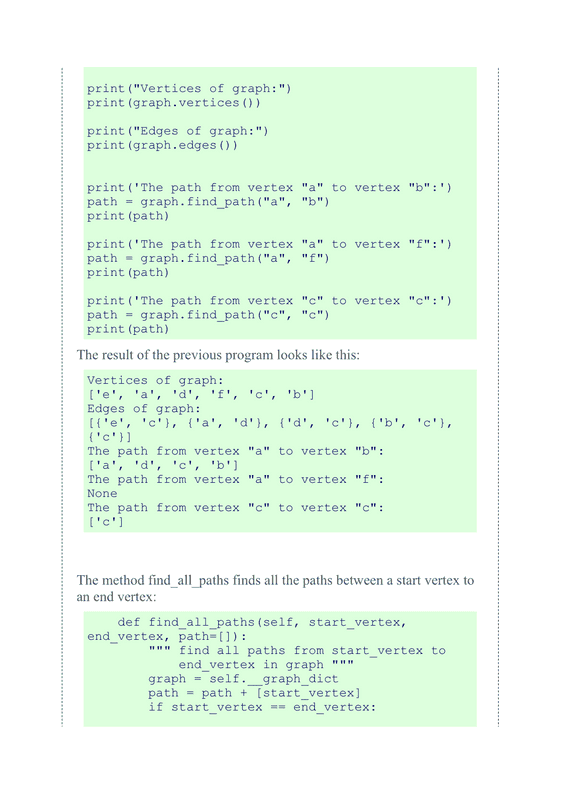 print("Vertices of graph:")
print(graph.vertices())
print("Edges of graph:")
print(graph.edges())
print('The path from vertex "a" to vertex "b":')
path = graph.find_path("a", "b")
print(path)
print('The path from vertex "a" to vertex "f":')
path = graph.find_path("a", "f")
print(path)
print('The path from vertex "c" to vertex "c":')
path = graph.find_path("c", "c")
print(path)
The result of the previous program looks like this:
Vertices of graph:
['e', 'a', 'd', 'f', 'c', 'b']
Edges of graph:
[{'e', 'c'}, {'a', 'd'}, {'d', 'c'}, {'b', 'c'},
{'c'}]
The path from vertex "a" to vertex "b":
['a', 'd', 'c', 'b']
The path from vertex "a" to vertex "f":
None
The path from vertex "c" to vertex "c":
['c']
The method find_all_paths finds all the paths between a start vertex to
an end vertex:
def find_all_paths(self, start_vertex,
end_vertex, path=[]):
""" find all paths from start_vertex to
end_vertex in graph """
graph = self.__graph_dict
path = path + [start_vertex]
if start_vertex == end_vertex: